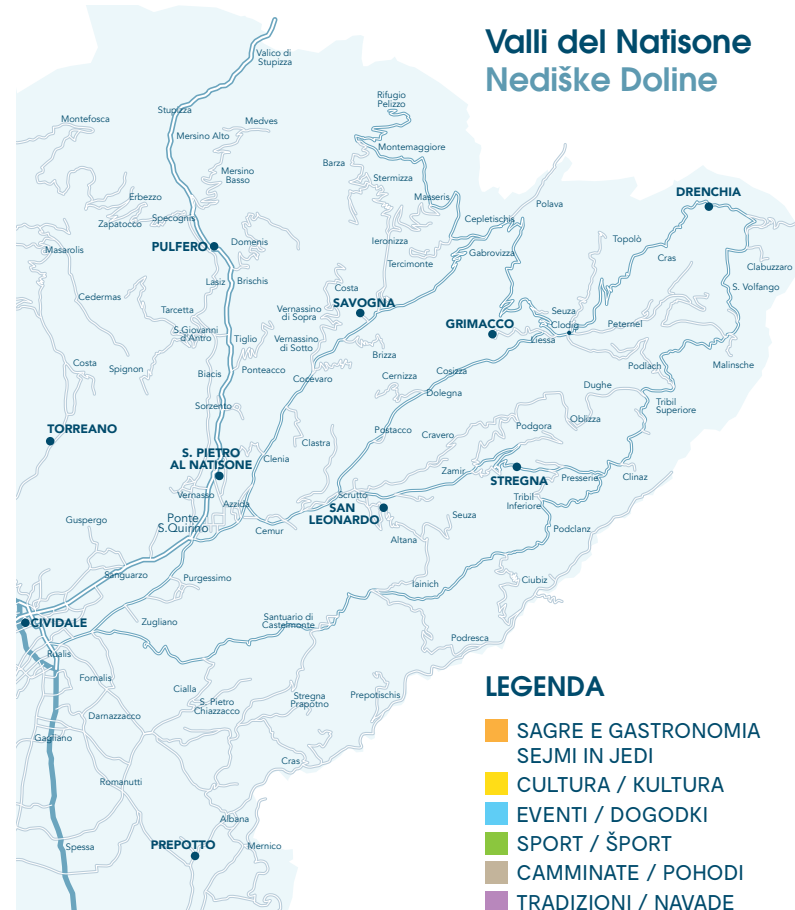 Valli del Natisone
Nediške Doline
Valico di
Stupizza
Rifugio
Pelizzo
Stupizza
Montefosca
Medves
Mersino Alto
Montemaggiore
Barza
Mersino
Basso
Stermizza
DRENCHIA
Erbezzo
Masseris
Polava
Specognis
Zapatocco
Cepletischis
PULFERO
Domenis
Ieronizza
Topolò
Masarolis
Gabrovizza
Cras
Tercimonte
Clabuzzaro
Lasiz
Brischis
Costa
S. Volfango
Cedermas
SAVOGNA
Tarcetta
Vernassino
di Sopra
Seuza
GRIMACCO
Clodig
Peternel
S.Giovanni
d'Antro
Tiglio
Vernassino
di Sotto
Liessa
Brizza
Costa
Spignon
Biacis
Ponteacco
Cocevaro
Cernizza
Cosizza
Podlach
Malinsche
Dolegna
Dughe
Sorzento
Tribil
Superiore
TORREANO
Postacco
Cravero
Podgora
Oblizza
Clastra
S. PIETRO
AL NATISONE
Clenia
Zamir
STREGNA
Presserie
Clinaz
Vernasso
Azzida
Scrutto
SAN
LEONARDO
Tribil
Inferiore
Guspergo
Ponte
S.Quirino
Cemur
Seuza
Podclanz
Altana
Sanguarzo
Purgessimo
Iainich
Ciubiz
CIVIDALE
Zugliano
Santuario di
Castelmonte
Podresca
Rualis
Fornalis
Cialla
S. Pietro
Chiazzacco
Stregna
Prapotno
Prepotischis
Damazzacco
Gagliano
Cras
Romanutti
Albana
Spessa
PREPOTTO
Mernico
LEGENDA
SAGRE E GASTRONOMIA
SEJMI IN JEDI
CULTURA / KULTURA
EVENTI / DOGODKI
SPORT / ŠPORT
CAMMINATE / POHODI
TRADIZIONI / NAVADE